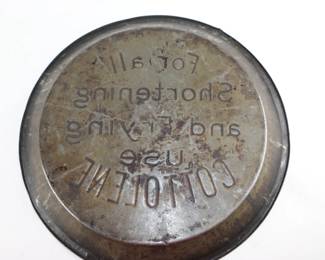 For all
Shortening
and Frying
use
COTTOLENE